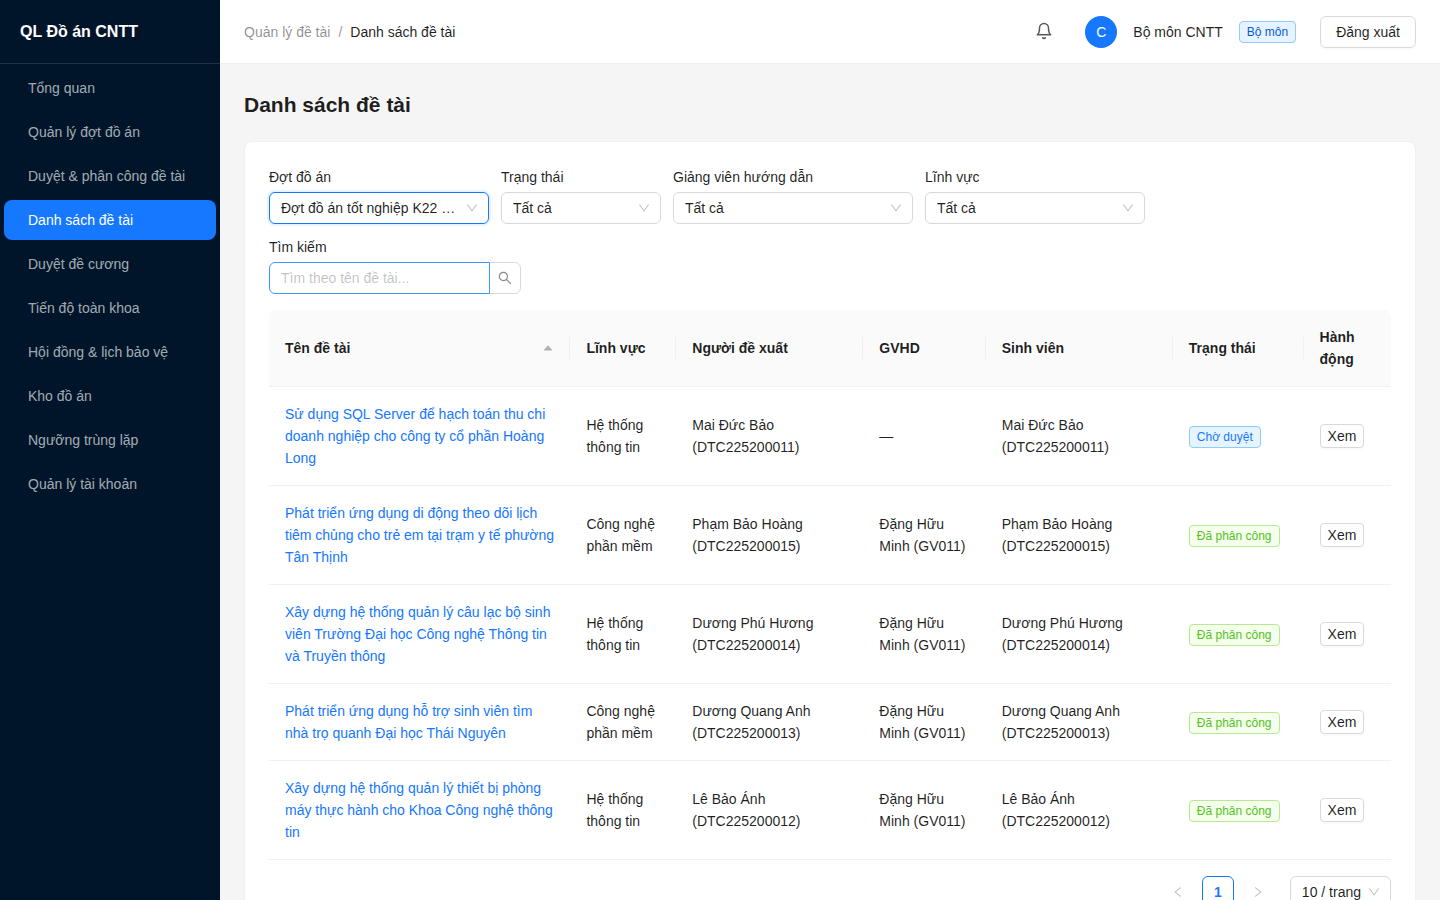 QL Đồ án CNTT
Quản lý đề tài / Danh sách đề tài
C
Bộ môn CNTT
Bộ môn
Đăng xuất
Tổng quan
Quản lý đợt đồ án
Duyệt & phân công đề tài
Danh sách đề tài
Duyệt đề cương
Tiến độ toàn khoa
Hội đồng & lịch bảo vệ
Kho đồ án
Ngưỡng trùng lặp
Quản lý tài khoản
Danh sách đề tài
Đợt đồ án
Trạng thái
Giảng viên hướng dẫn
Lĩnh vực
Đợt đồ án tốt nghiệp K22 ...
Tất cả
Tất cả
Tất cả
Tìm kiếm
Tìm theo tên đề tài...
Tên đề tài
Lĩnh vực
Người đề xuất
GVHD
Sinh viên
Trạng thái
Hành
động
Sử dụng SQL Server để hạch toán thu chi
doanh nghiệp cho công ty cổ phần Hoàng
Long
Hệ thống
thông tin
Mai Đức Bảo
(DTC225200011)
—
Mai Đức Bảo
(DTC225200011)
Chờ duyệt
Xem
Phát triển ứng dụng di động theo dõi lịch
tiêm chủng cho trẻ em tại trạm y tế phường
Tân Thịnh
Công nghệ
phần mềm
Phạm Bảo Hoàng
(DTC225200015)
Đặng Hữu
Minh (GV011)
Phạm Bảo Hoàng
(DTC225200015)
Đã phân công
Xem
Xây dựng hệ thống quản lý câu lạc bộ sinh
viên Trường Đại học Công nghệ Thông tin
và Truyền thông
Hệ thống
thông tin
Dương Phú Hương
(DTC225200014)
Đặng Hữu
Minh (GV011)
Dương Phú Hương
(DTC225200014)
Đã phân công
Xem
Phát triển ứng dụng hỗ trợ sinh viên tìm
nhà trọ quanh Đại học Thái Nguyên
Công nghệ
phần mềm
Dương Quang Anh
(DTC225200013)
Đặng Hữu
Minh (GV011)
Dương Quang Anh
(DTC225200013)
Đã phân công
Xem
Xây dựng hệ thống quản lý thiết bị phòng
máy thực hành cho Khoa Công nghệ thông
tin
Hệ thống
thông tin
Lê Bảo Ánh
(DTC225200012)
Đặng Hữu
Minh (GV011)
Lê Bảo Ánh
(DTC225200012)
Đã phân công
Xem
1
10 / trang